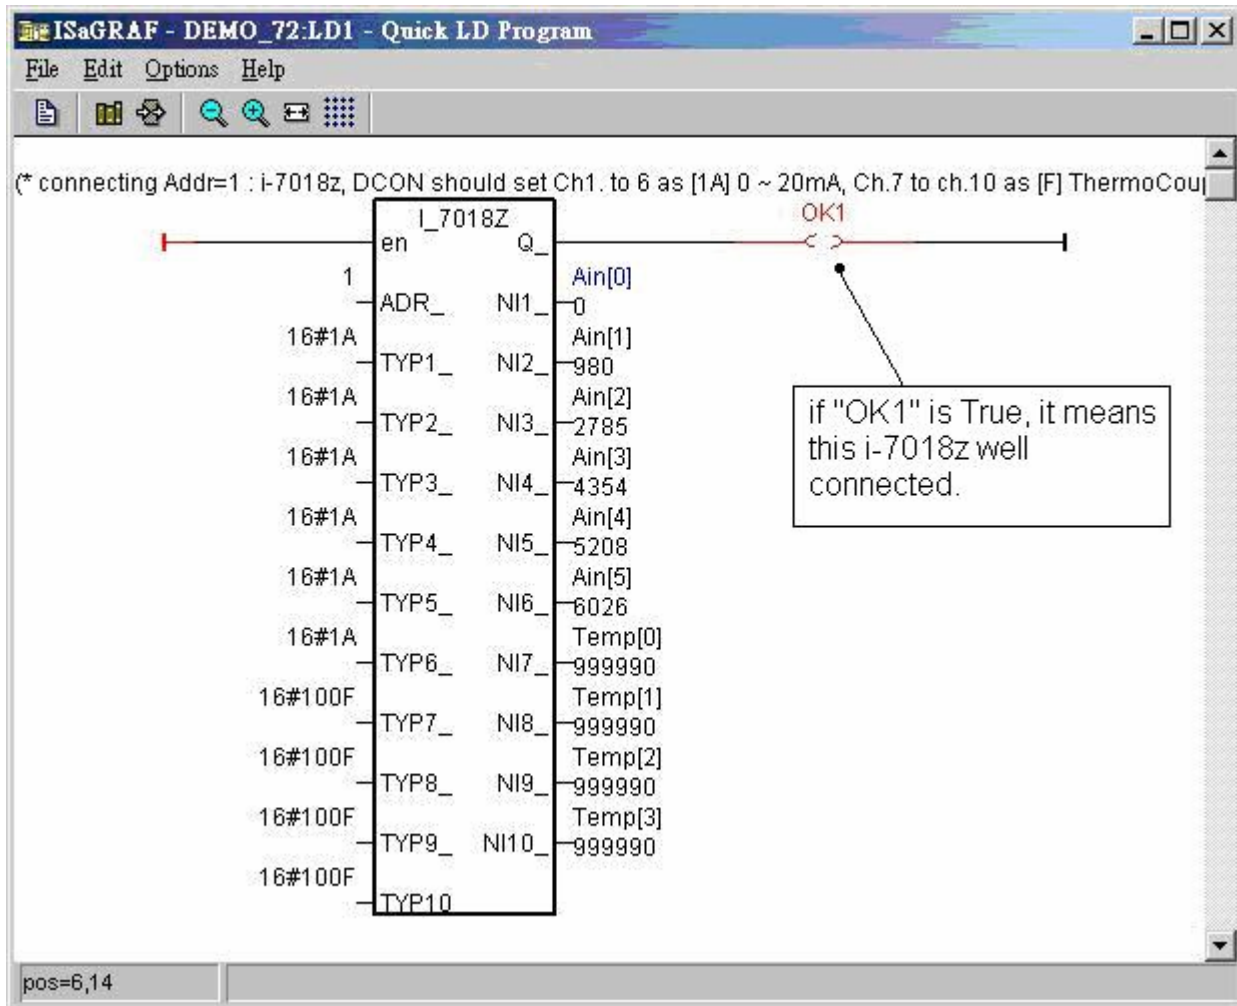 ISaGRAF - DEMO_72:LD1 - Quick LD Program
File Edit Options Help
(* connecting Addr=1 : i-7018z, DCON should set Ch1. to 6 as [1A] 0 ~ 20mA, Ch.7 to ch.10 as [F] ThermoCoup
I_7018Z
OK1
en Q_
1 Ain[0]
ADR_ NI1_ 0
16#1A Ain[1]
TYP1_ NI2_ 980
16#1A Ain[2]
TYP2_ NI3_ 2785
16#1A Ain[3]
TYP3_ NI4_ 4354
16#1A Ain[4]
TYP4_ NI5_ 5208
16#1A Ain[5]
TYP5_ NI6_ 6026
16#1A Temp[0]
TYP6_ NI7_ 999990
16#100F Temp[1]
TYP7_ NI8_ 999990
16#100F Temp[2]
TYP8_ NI9_ 999990
16#100F Temp[3]
TYP9_ NI10_ 999990
16#100F
TYP10
if "OK1" is True, it means
this i-7018z well
connected.
pos=6,14